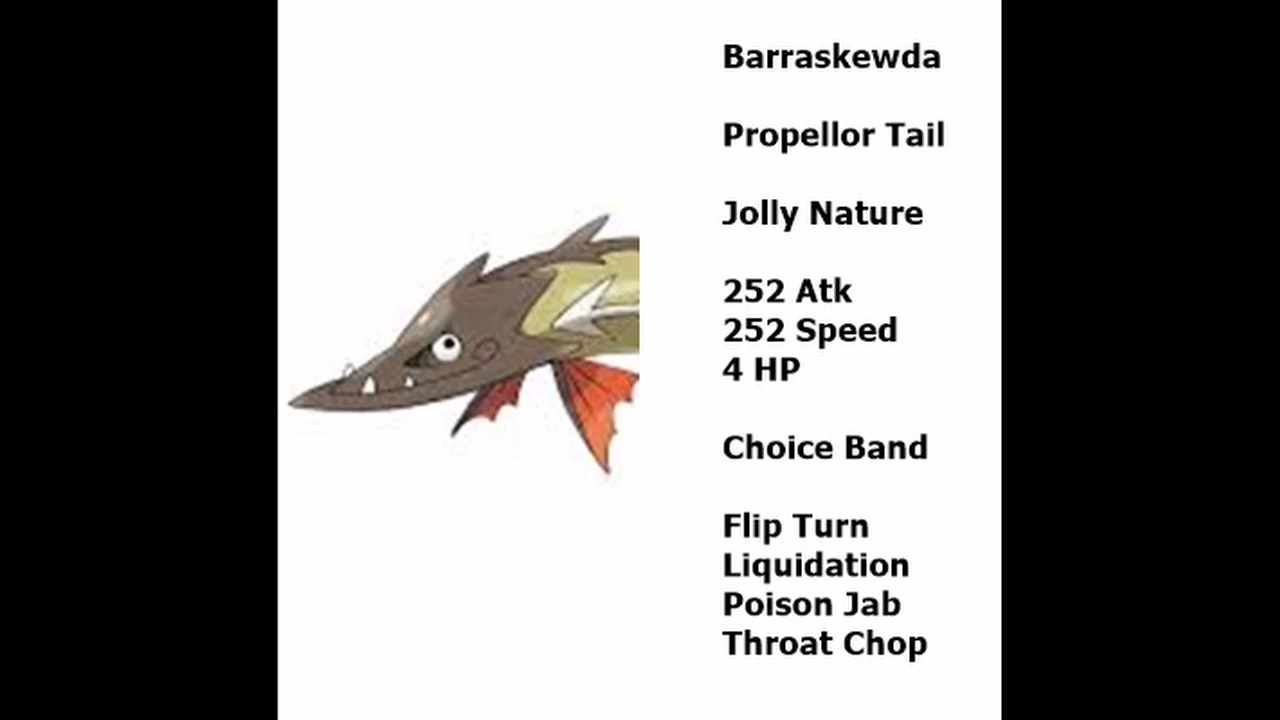 Barraskewda
Propellor Tail
Jolly Nature
252 Atk
252 Speed
4 HP
Choice Band
Flip Turn
Liquidation
Poison Jab
Throat Chop